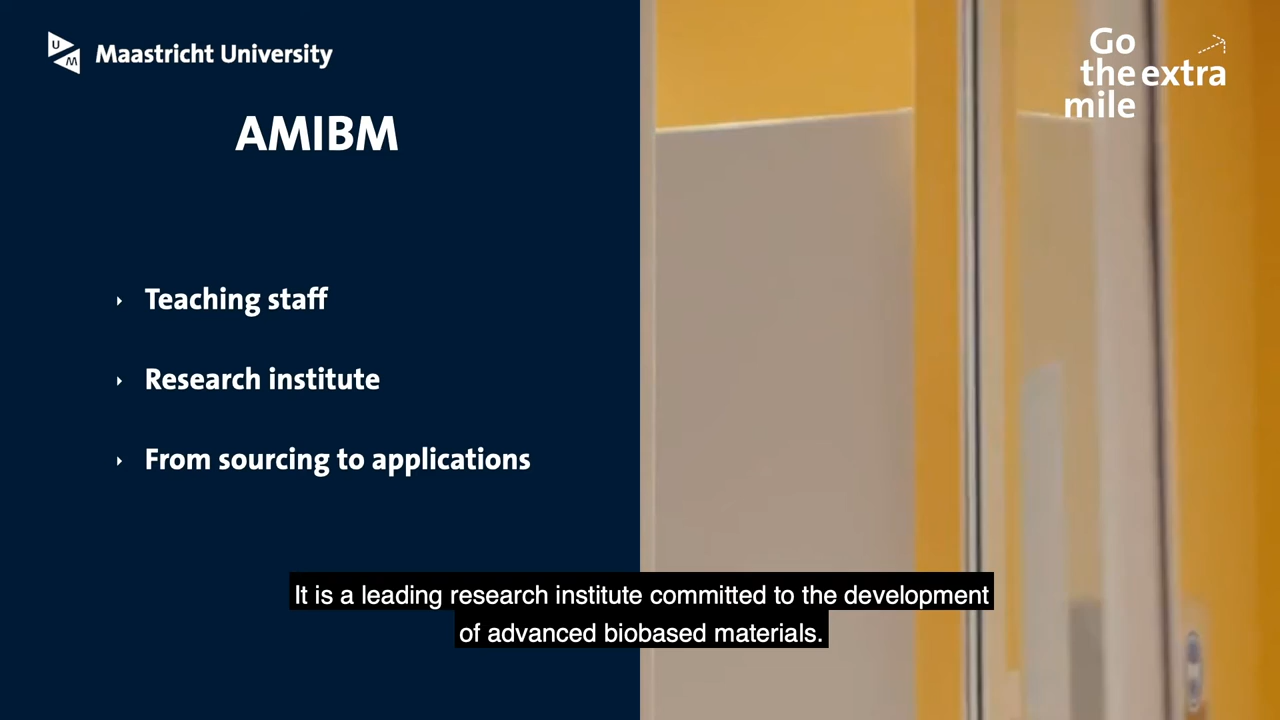 U
M
Maastricht University
Go
the extra
mile
AMIBM
Teaching staff
Research institute
From sourcing to applications
It is a leading research institute committed to the development
of advanced biobased materials.